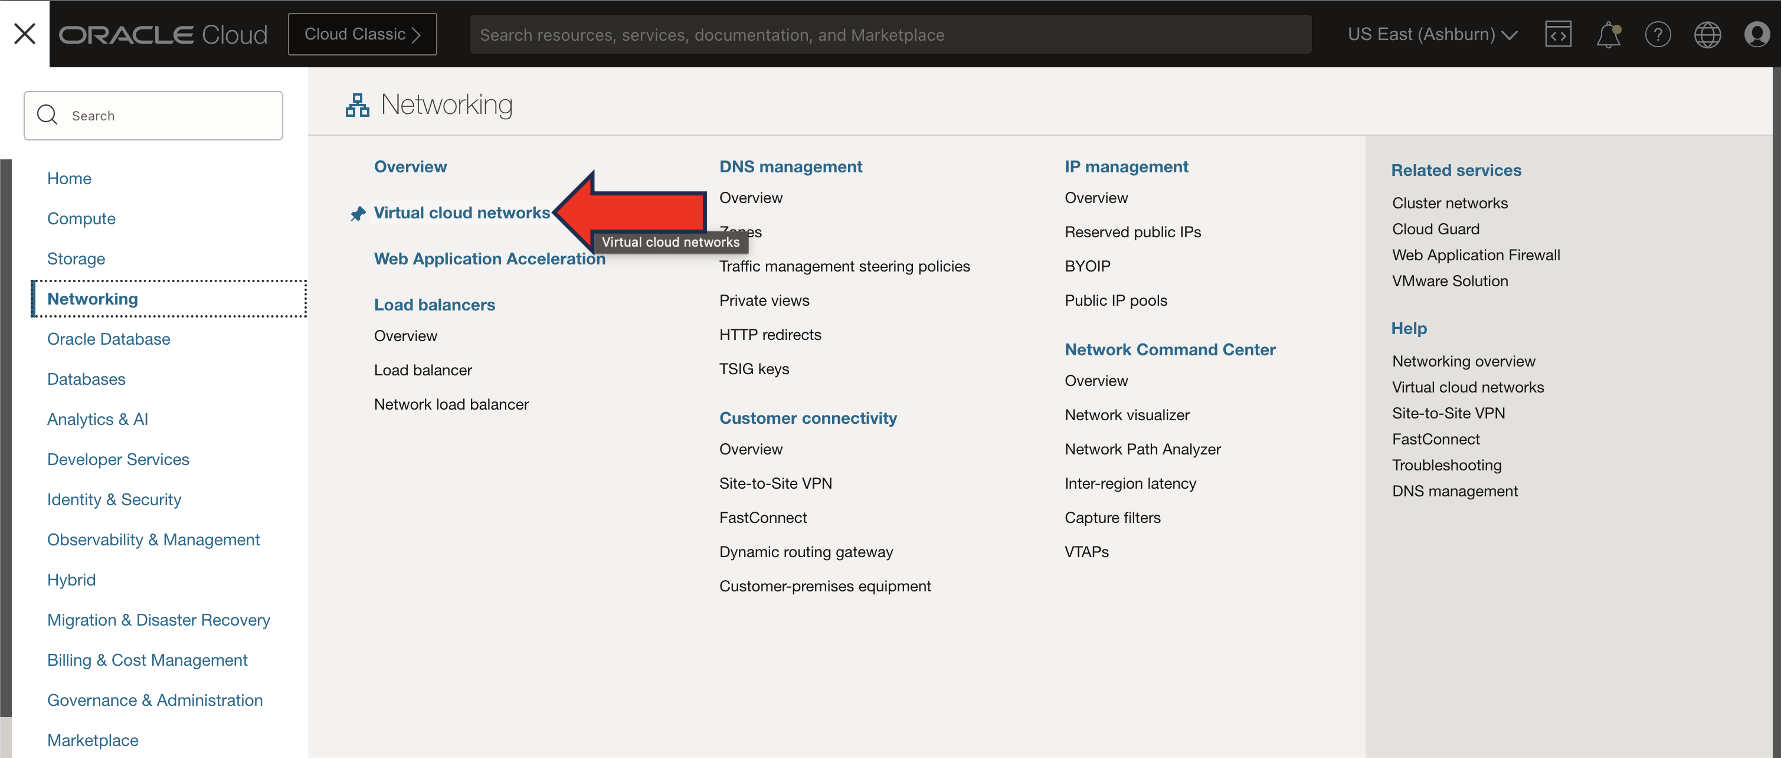 ORACLE Cloud
Cloud Classic
Search resources, services, documentation, and Marketplace
US East (Ashburn)
Search
Home
Compute
Storage
Networking
Oracle Database
Databases
Analytics & AI
Developer Services
Identity & Security
Observability & Management
Hybrid
Migration & Disaster Recovery
Billing & Cost Management
Governance & Administration
Marketplace
Networking
Overview
Virtual cloud networks
Virtual cloud networks
Web Application Acceleration
Load balancers
Overview
Load balancer
Network load balancer
DNS management
Overview
Zones
Traffic management steering policies
Private views
HTTP redirects
TSIG keys
Customer connectivity
Overview
Site-to-Site VPN
FastConnect
Dynamic routing gateway
Customer-premises equipment
IP management
Overview
Reserved public IPs
BYOIP
Public IP pools
Network Command Center
Overview
Network visualizer
Network Path Analyzer
Inter-region latency
Capture filters
VTAPs
Related services
Cluster networks
Cloud Guard
Web Application Firewall
VMware Solution
Help
Networking overview
Virtual cloud networks
Site-to-Site VPN
FastConnect
Troubleshooting
DNS management